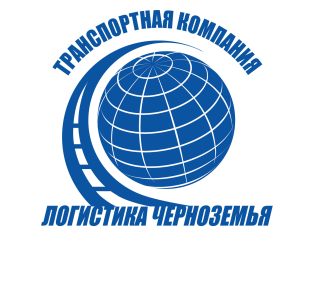 ТРАНСПОРТНАЯ КОМПАНИЯ
ЛОГИСТИКА ЧЕРНОЗЕМЬЯ